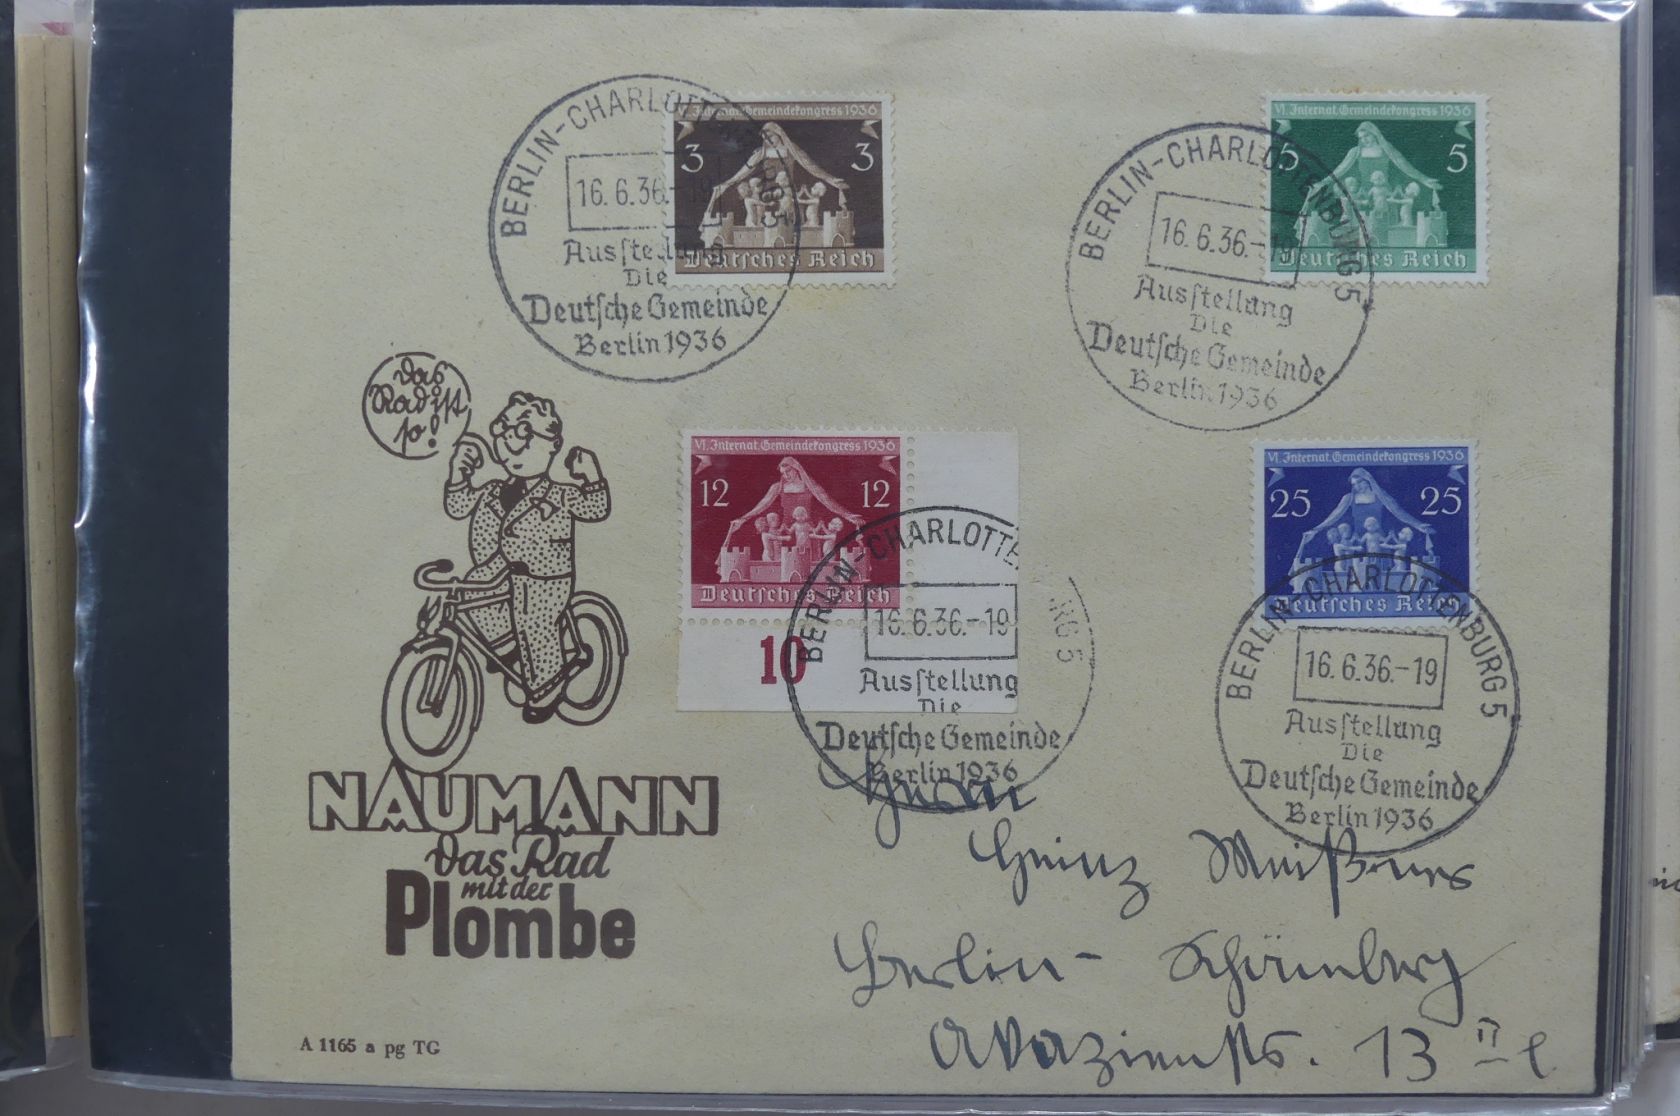 VI. Internat. Gemeindekongress 1936
3 3
Deutsches Reich
BERLIN-CHARLOTTENBURG 5
16.6.36.-19
Ausstellung
Die
Deutsche Gemeinde
Berlin 1936
VI. Internat. Gemeindekongress 1936
5 5
Deutsches Reich
BERLIN-CHARLOTTENBURG 5
16.6.36.-19
Ausstellung
Die
Deutsche Gemeinde
Berlin 1936
das
Rad ist
so!
VI. Internat. Gemeindekongress 1936
12 12
Deutsches Reich
10
BERLIN-CHARLOTTENBURG 5
16.6.36.-19
Ausstellung
Die
Deutsche Gemeinde
Berlin 1936
VI. Internat. Gemeindekongress 1936
25 25
Deutsches Reich
BERLIN-CHARLOTTENBURG 5
16.6.36.-19
Ausstellung
Die
Deutsche Gemeinde
Berlin 1936
NAUMANN
das Rad
mit der
Plombe
Herrn
Heinz
Berlin-Schöneberg
Akazienstr. 13 II
A 1165 a pg TG